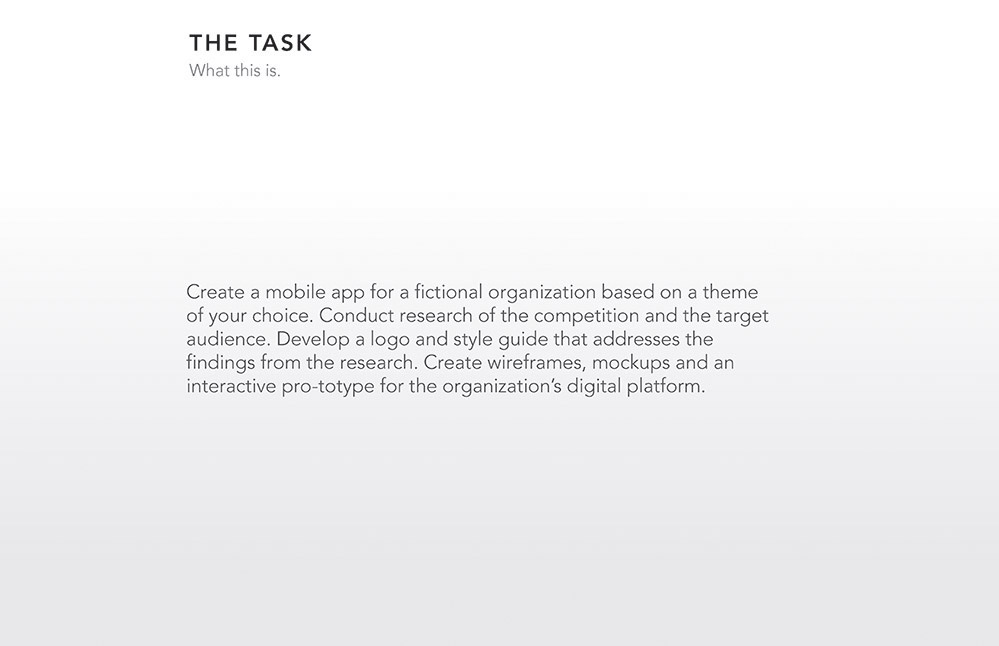 THE TASK
What this is.
Create a mobile app for a fictional organization based on a theme
of your choice. Conduct research of the competition and the target
audience. Develop a logo and style guide that addresses the
findings from the research. Create wireframes, mockups and an
interactive pro-totype for the organization’s digital platform.